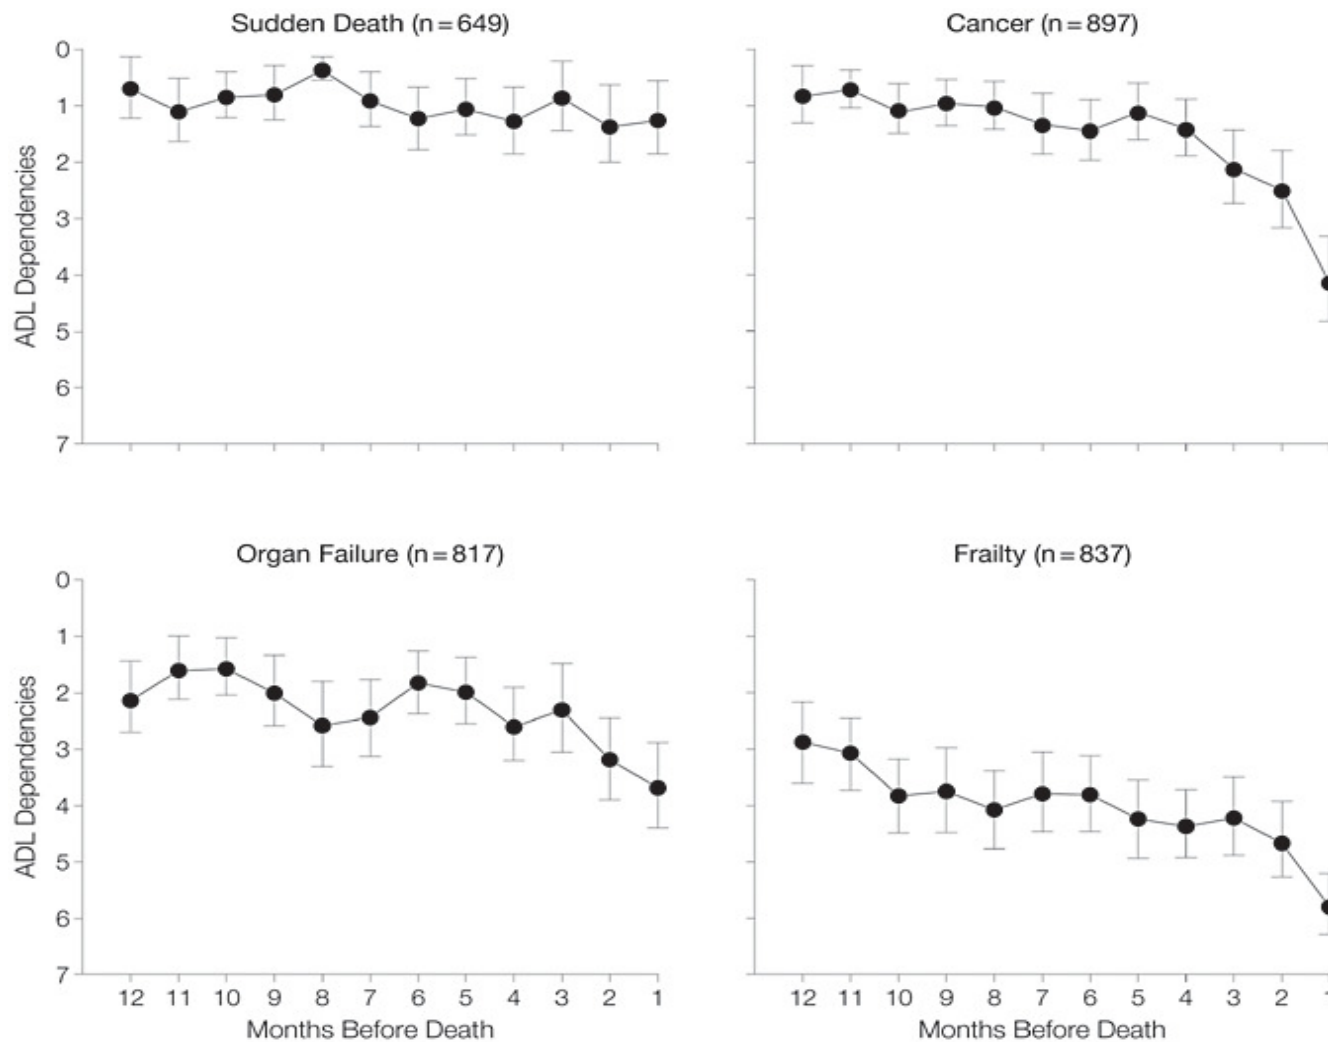 Sudden Death (n=649)
Cancer (n=897)
0
1
2
3
4
5
6
7
ADL Dependencies
Organ Failure (n=817)
Frailty (n=837)
0
1
2
3
4
5
6
7
ADL Dependencies
12 11 10 9 8 7 6 5 4 3 2 1
12 11 10 9 8 7 6 5 4 3 2
Months Before Death
Months Before Death